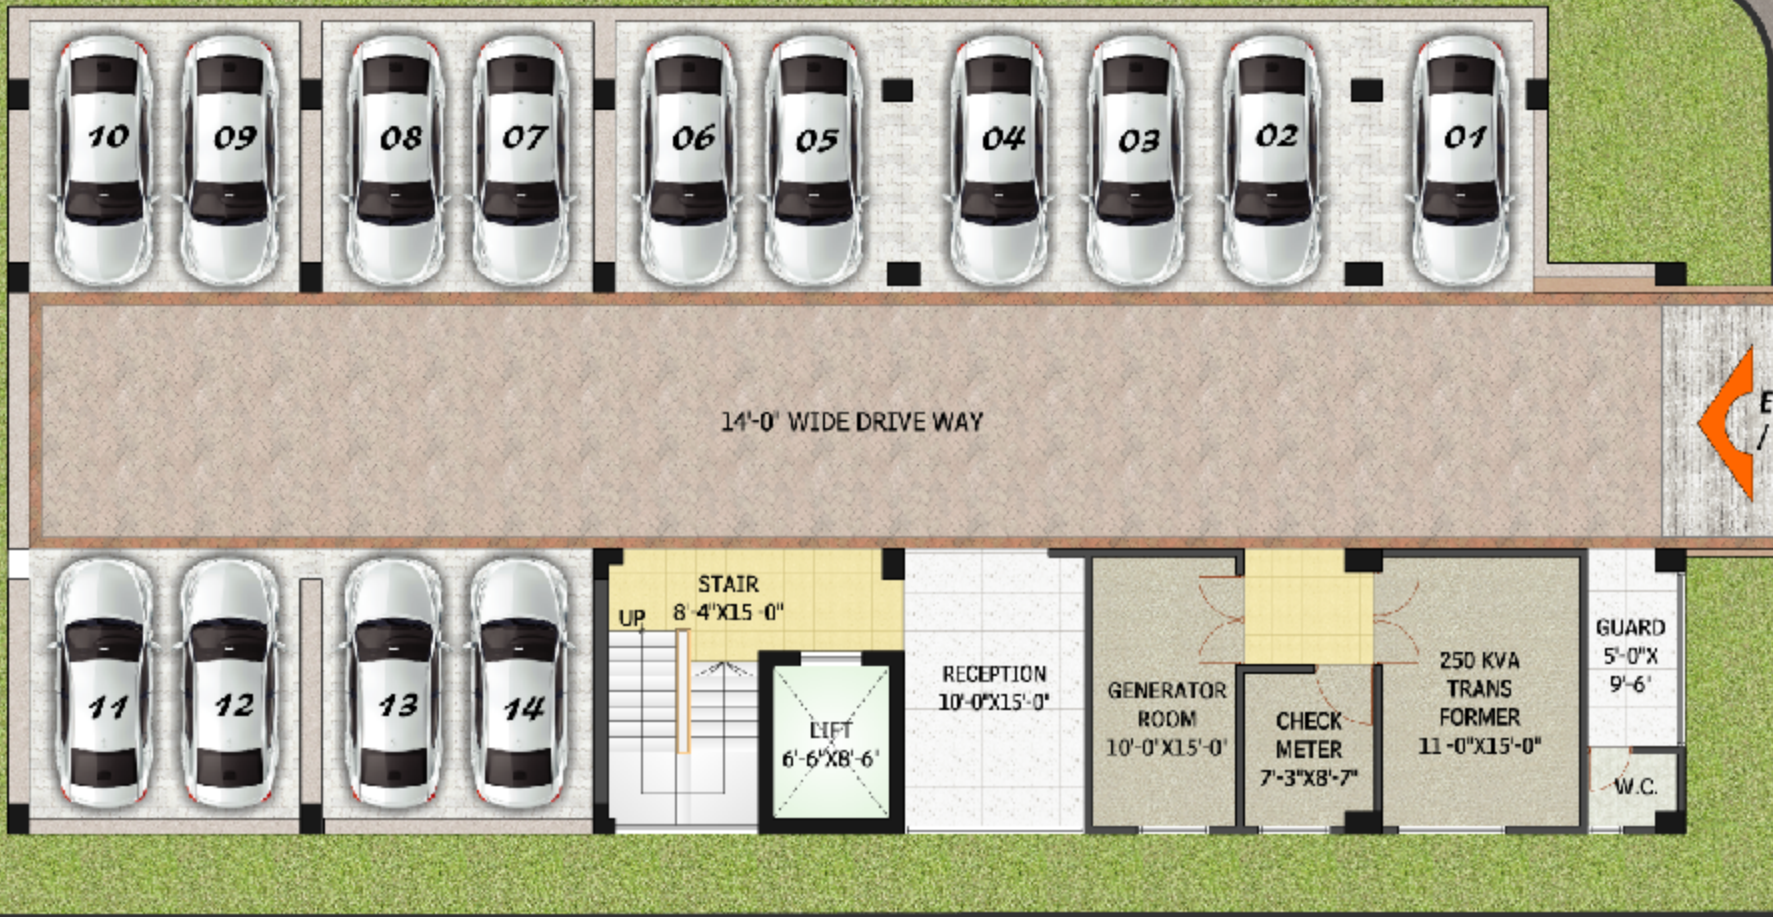 10 09 08 07 06 05 04 03 02 01
14'-0" WIDE DRIVE WAY
E
/
11 12 13 14
STAIR
8'-4"X15'-0"
UP
LIFT
6'-6"X8'-6"
RECEPTION
10'-0"X15'-0"
GENERATOR
ROOM
10'-0"X15'-0"
CHECK
METER
7'-3"X8'-7"
250 KVA
TRANS
FORMER
11'-0"X15'-0"
GUARD
5'-0"X
9'-6"
W.C.